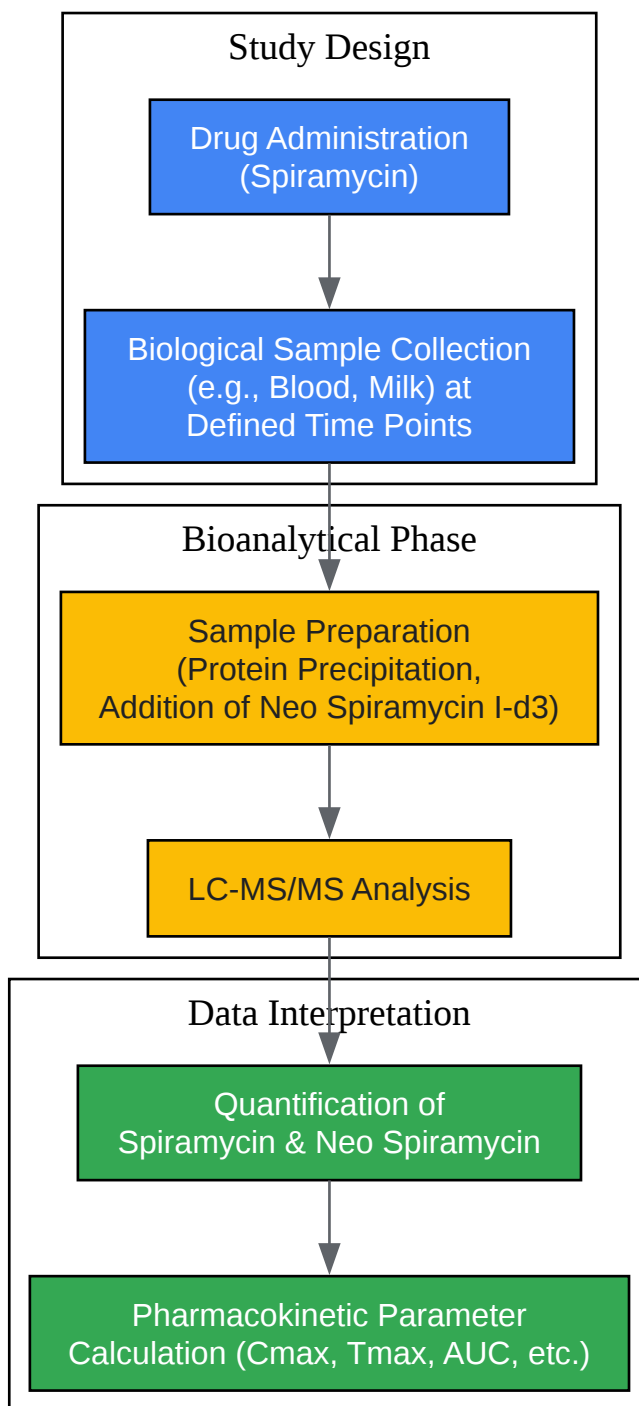 Study Design
Drug Administration
(Spiramycin)
Biological Sample Collection
(e.g., Blood, Milk) at
Defined Time Points
Bioanalytical Phase
Sample Preparation
(Protein Precipitation,
Addition of Neo Spiramycin I-d3)
LC-MS/MS Analysis
Data Interpretation
Quantification of
Spiramycin & Neo Spiramycin
Pharmacokinetic Parameter
Calculation (Cmax, Tmax, AUC, etc.)